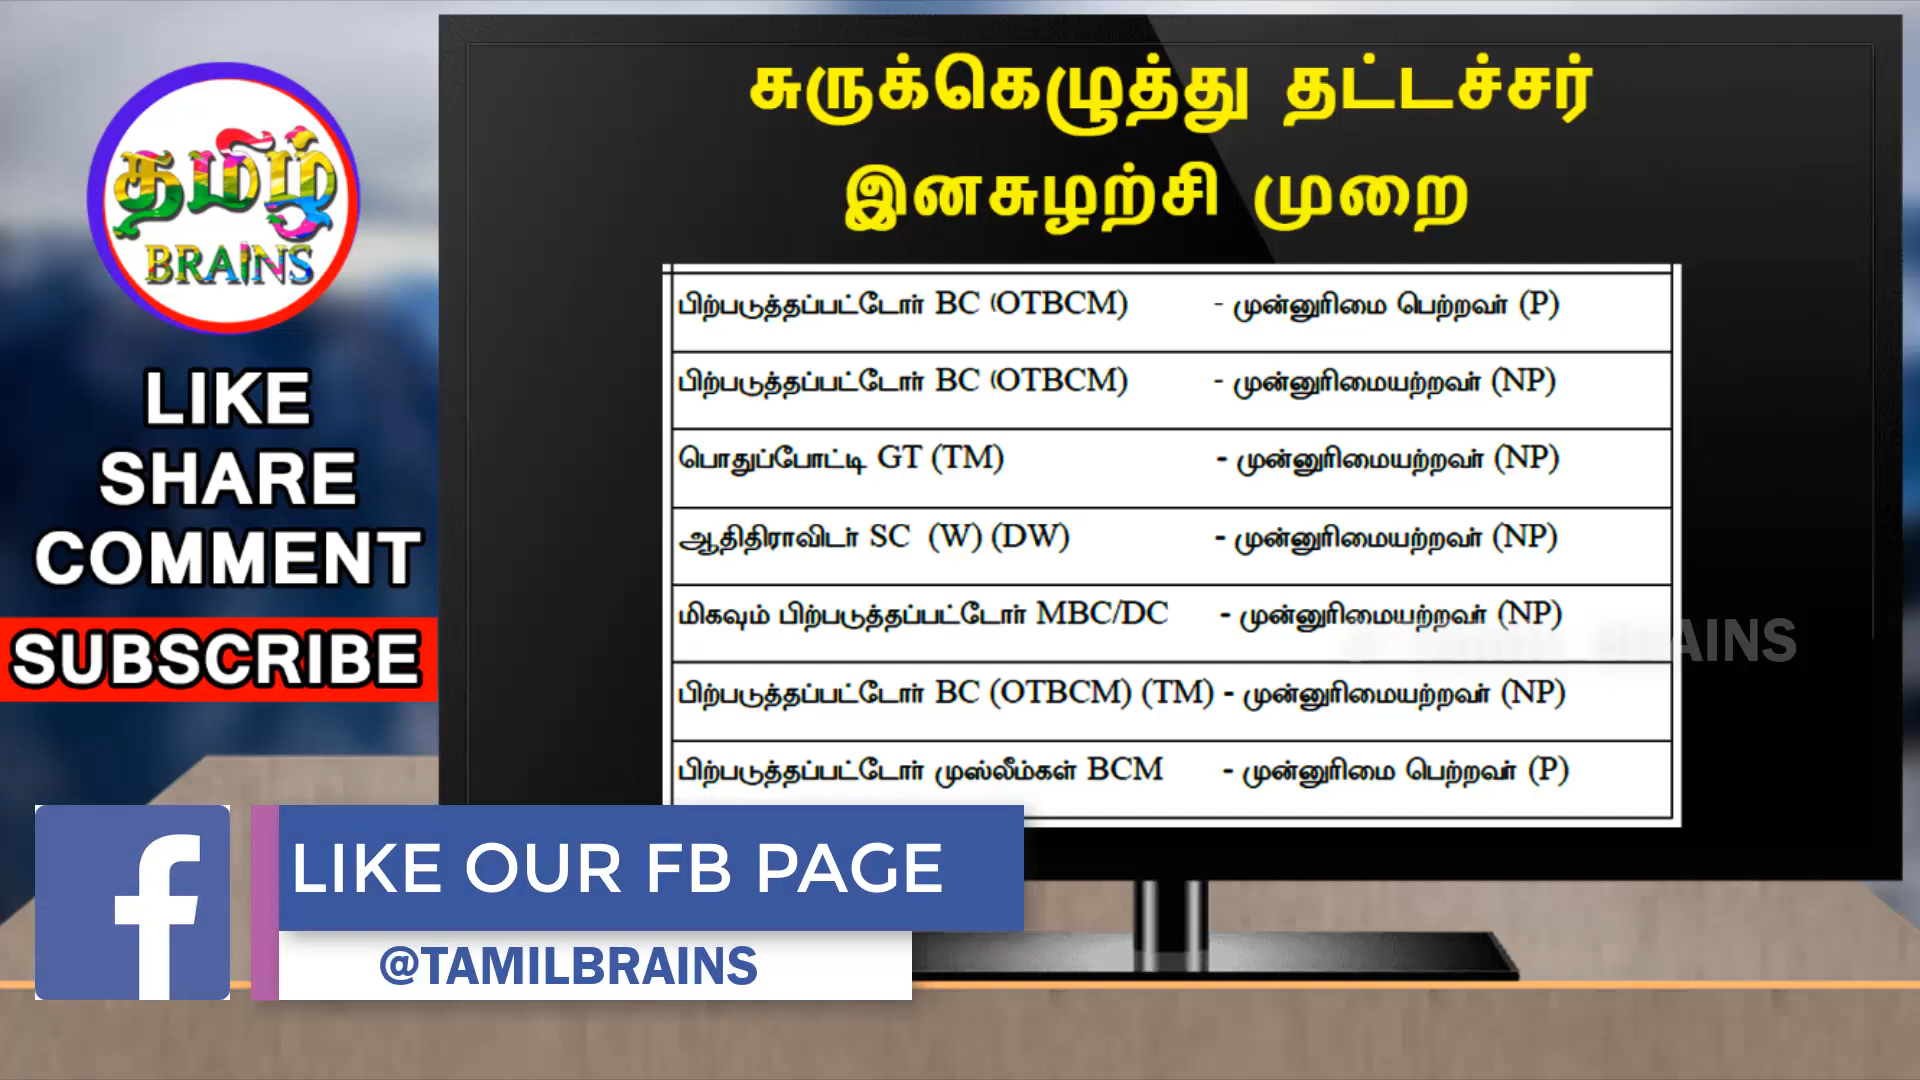 தமிழ்
BRAINS
LIKE
SHARE
COMMENT
SUBSCRIBE
சுருக்கெழுத்து தட்டச்சர்
இனசுழற்சி முறை
பிற்படுத்தப்பட்டோர் BC (OTBCM) - முன்னுரிமை பெற்றவர் (P)
பிற்படுத்தப்பட்டோர் BC (OTBCM) - முன்னுரிமையற்றவர் (NP)
பொதுப்போட்டி GT (TM) - முன்னுரிமையற்றவர் (NP)
ஆதிதிராவிடர் SC (W) (DW) - முன்னுரிமையற்றவர் (NP)
மிகவும் பிற்படுத்தப்பட்டோர் MBC/DC - முன்னுரிமையற்றவர் (NP)
பிற்படுத்தப்பட்டோர் BC (OTBCM) (TM) - முன்னுரிமையற்றவர் (NP)
பிற்படுத்தப்பட்டோர் முஸ்லீம்கள் BCM - முன்னுரிமை பெற்றவர் (P)
LIKE OUR FB PAGE
@TAMILBRAINS